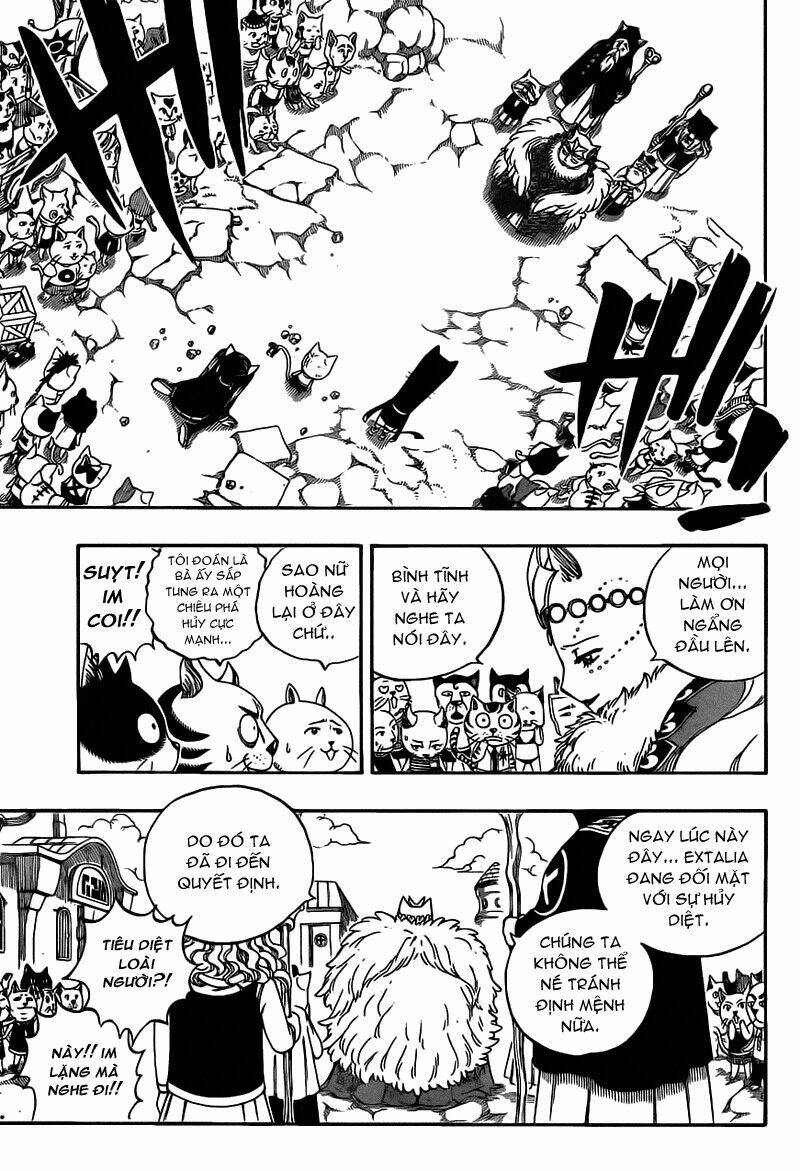 MỌI
NGƯỜI...
LÀM ƠN
NGẨNG
ĐẦU LÊN.
BÌNH TĨNH
VÀ HÃY
NGHE TA
NÓI ĐÂY.
SAO NỮ
HOÀNG
LẠI Ở ĐÂY
CHỨ..
TÔI ĐOÁN LÀ
BÀ ẤY SẮP
TUNG RA MỘT
CHIÊU PHÁ
HỦY CỰC
MẠNH...
SUỴT!
IM
COI!!
NGAY LÚC NÀY
ĐÂY... EXTALIA
ĐANG ĐỐI MẶT
VỚI SỰ HỦY
DIỆT.
CHÚNG TA
KHÔNG THỂ
NÉ TRÁNH
ĐỊNH MỆNH
NỮA.
DO ĐÓ TA
ĐÃ ĐI ĐẾN
QUYẾT ĐỊNH.
TIÊU DIỆT
LOÀI
NGƯỜI?!
NÀY!! IM
LẶNG MÀ
NGHE ĐI!!